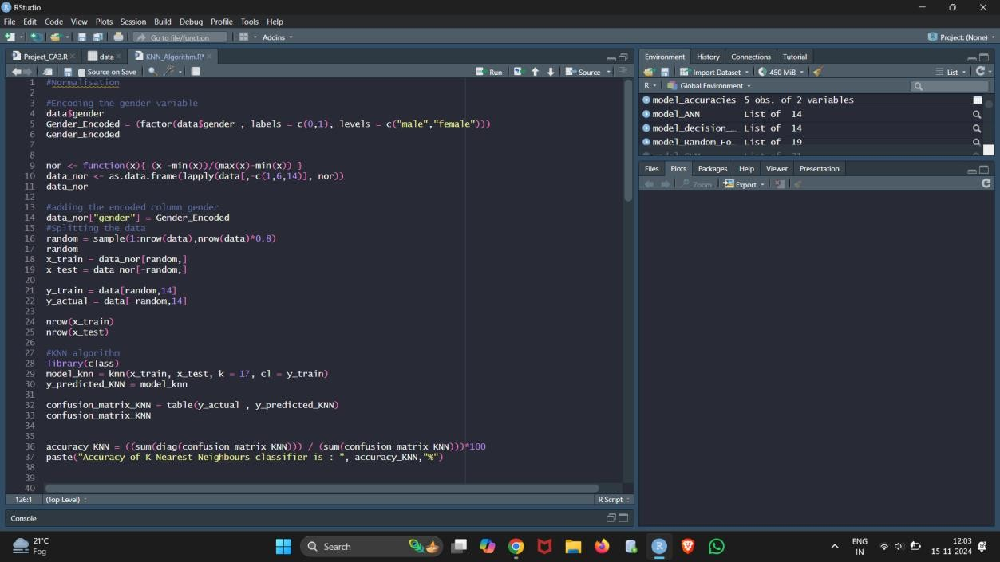 RStudio
File Edit Code View Plots Session Build Debug Profile Tools Help
Go to file/function Addins Project: (None)
Project_CA3.R data KNN_Algorithm.R*
Source on Save Run Source
1 #Normalisation
2
3 #Encoding the gender variable
4 data$gender
5 Gender_Encoded = (factor(data$gender , labels = c(0,1), levels = c("male","female")))
6 Gender_Encoded
7
8
9 nor <- function(x){ (x -min(x))/(max(x)-min(x)) }
10 data_nor <- as.data.frame(lapply(data[,-c(1,6,14)], nor))
11 data_nor
12
13 #adding the encoded column gender
14 data_nor["gender"] = Gender_Encoded
15 #Splitting the data
16 random = sample(1:nrow(data),nrow(data)*0.8)
17 random
18 x_train = data_nor[random,]
19 x_test = data_nor[-random,]
20
21 y_train = data[random,14]
22 y_actual = data[-random,14]
23
24 nrow(x_train)
25 nrow(x_test)
26
27 #KNN algorithm
28 library(class)
29 model_knn = knn(x_train, x_test, k = 17, cl = y_train)
30 y_predicted_KNN = model_knn
31
32 confusion_matrix_KNN = table(y_actual , y_predicted_KNN)
33 confusion_matrix_KNN
34
35
36 accuracy_KNN = ((sum(diag(confusion_matrix_KNN))) / (sum(confusion_matrix_KNN)))*100
37 paste("Accuracy of K Nearest Neighbours classifier is : ", accuracy_KNN,"%")
38
39
40
126:1 (Top Level) R Script
Console
Environment History Connections Tutorial
Import Dataset 450 MiB List
R Global Environment
model_accuracies 5 obs. of 2 variables
model_ANN List of 14
model_decision_… List of 14
model_Random_Fo… List of 19
Files Plots Packages Help Viewer Presentation
Zoom Export
21°C
Fog
Search
ENG
IN
12:03
15-11-2024